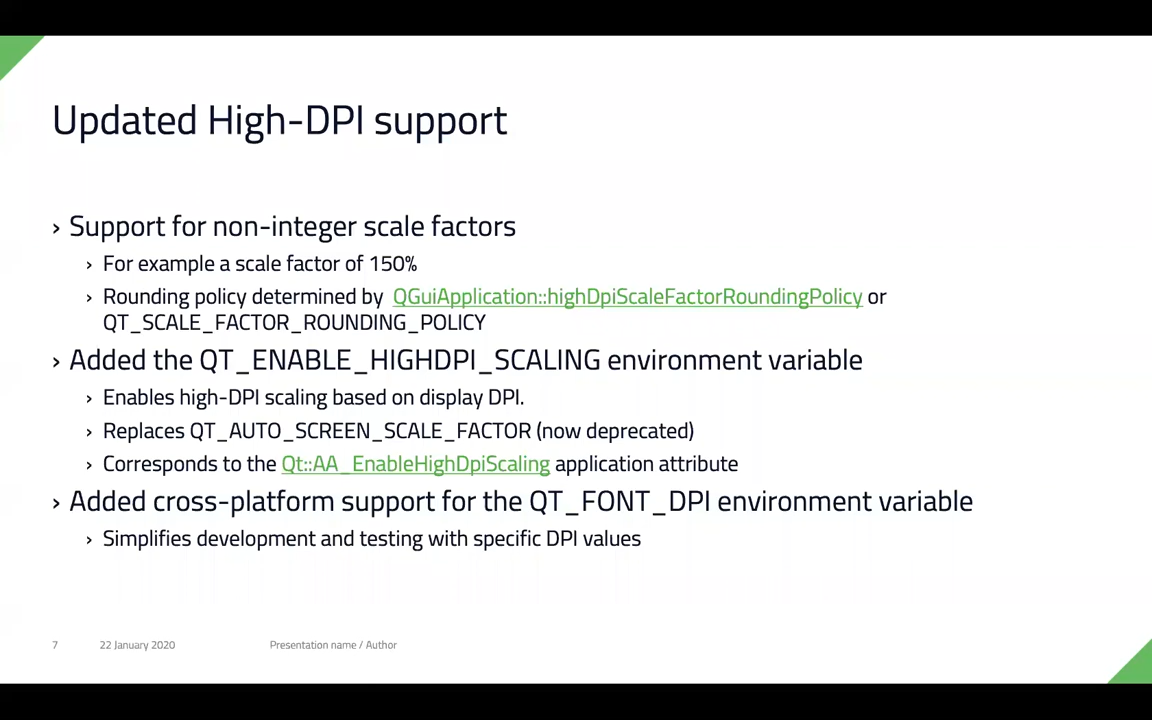 Updated High-DPI support
› Support for non-integer scale factors
› For example a scale factor of 150%
› Rounding policy determined by QGuiApplication::highDpiScaleFactorRoundingPolicy or
QT_SCALE_FACTOR_ROUNDING_POLICY
› Added the QT_ENABLE_HIGHDPI_SCALING environment variable
› Enables high-DPI scaling based on display DPI.
› Replaces QT_AUTO_SCREEN_SCALE_FACTOR (now deprecated)
› Corresponds to the Qt::AA_EnableHighDpiScaling application attribute
› Added cross-platform support for the QT_FONT_DPI environment variable
› Simplifies development and testing with specific DPI values
7 22 January 2020 Presentation name / Author